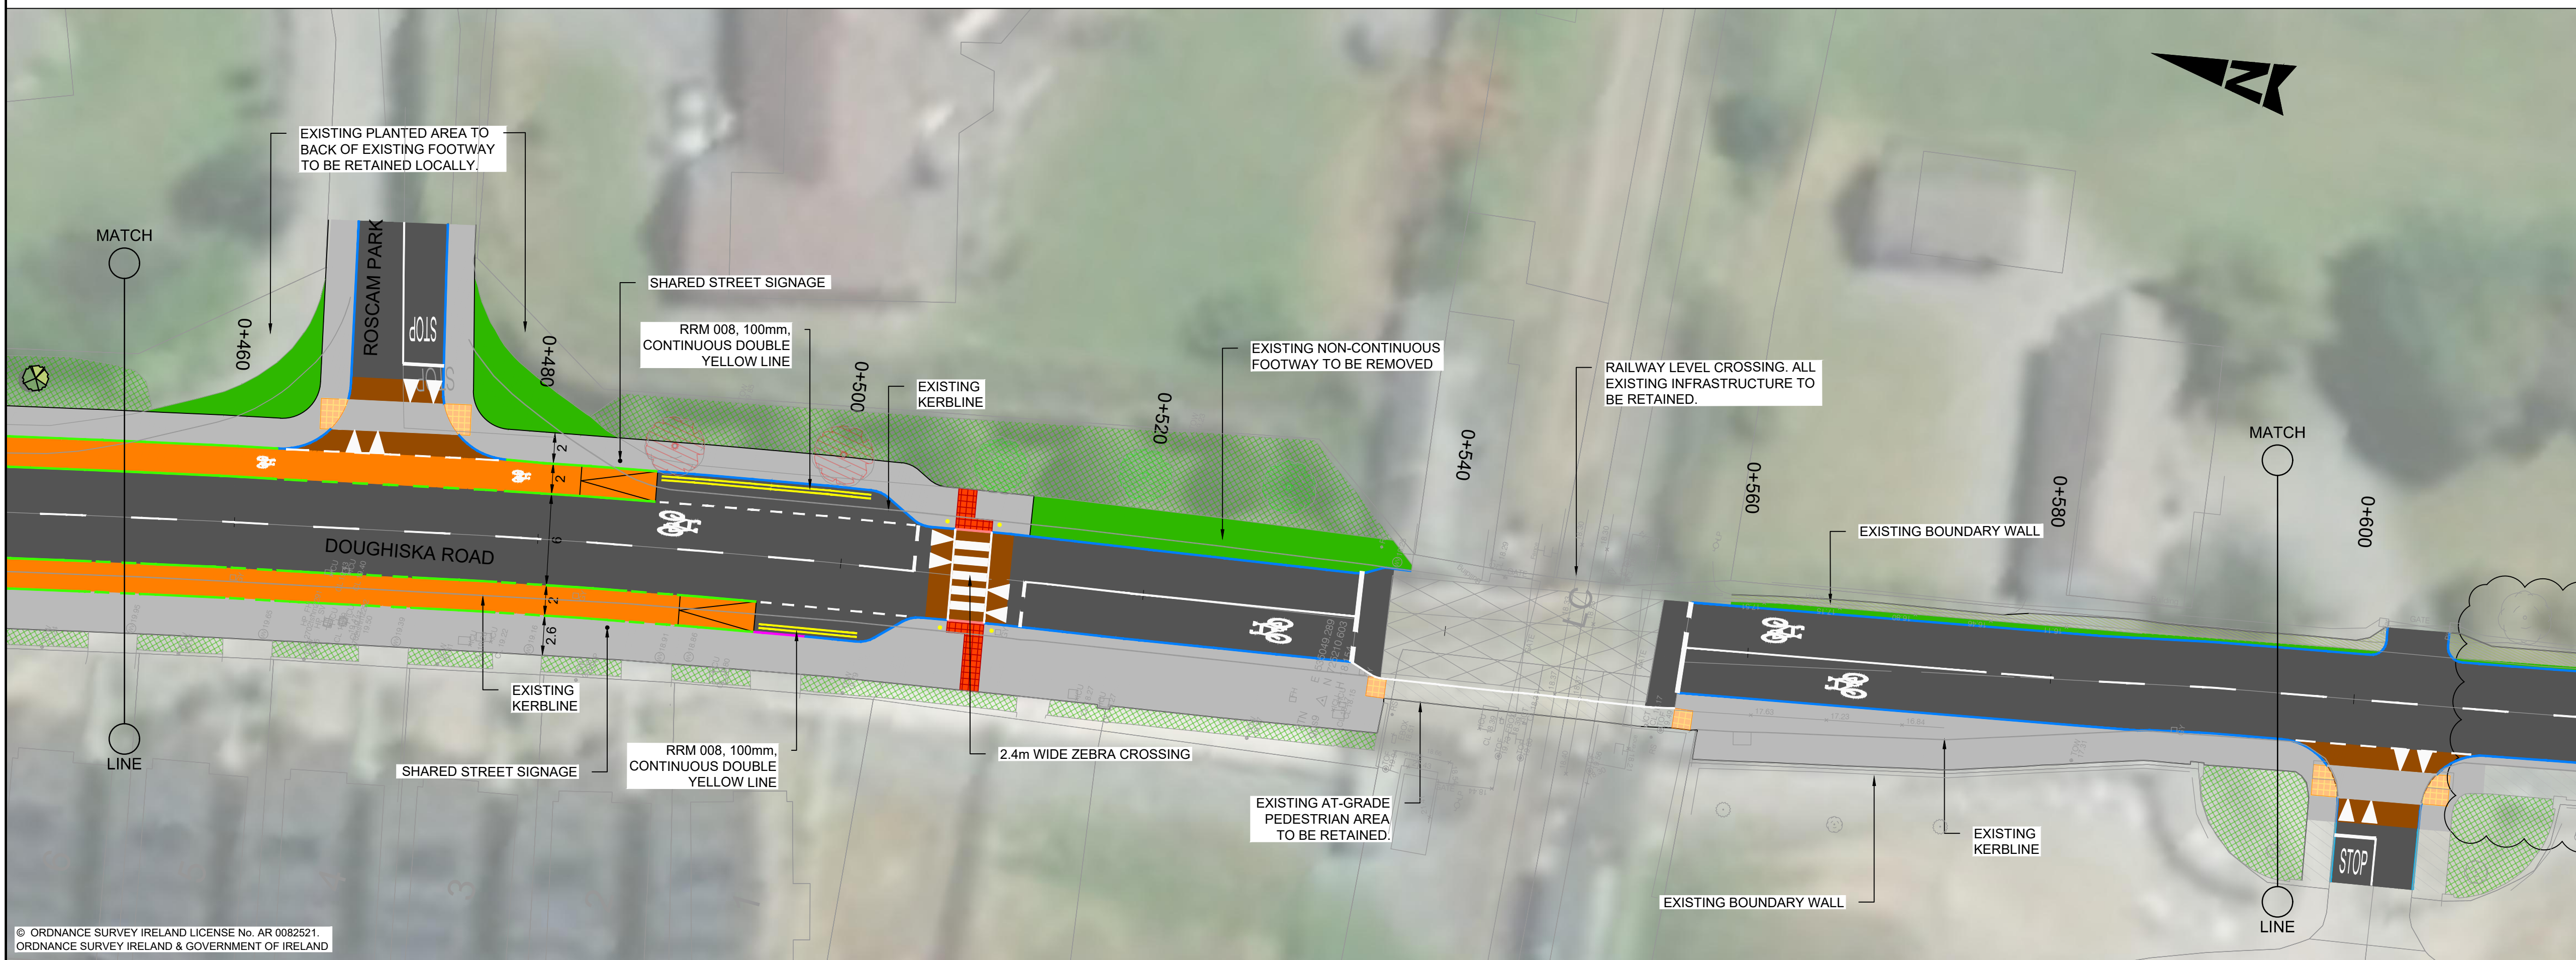 EXISTING PLANTED AREA TO
BACK OF EXISTING FOOTWAY
TO BE RETAINED LOCALLY.
N
MATCH
ROSCAM PARK
STOP
STOP
SHARED STREET SIGNAGE
RRM 008, 100mm,
CONTINUOUS DOUBLE
YELLOW LINE
EXISTING
KERBLINE
EXISTING NON-CONTINUOUS
FOOTWAY TO BE REMOVED
RAILWAY LEVEL CROSSING. ALL
EXISTING INFRASTRUCTURE TO
BE RETAINED.
MATCH
0+460
0+480
0+500
0+520
0+540
0+560
0+580
0+600
EXISTING BOUNDARY WALL
2
2
6
2
2.6
DOUGHISKA ROAD
LC
EXISTING
KERBLINE
SHARED STREET SIGNAGE
RRM 008, 100mm,
CONTINUOUS DOUBLE
YELLOW LINE
2.4m WIDE ZEBRA CROSSING
EXISTING AT-GRADE
PEDESTRIAN AREA
TO BE RETAINED.
EXISTING
KERBLINE
EXISTING BOUNDARY WALL
STOP
LINE
LINE
3
1
© ORDNANCE SURVEY IRELAND LICENSE No. AR 0082521.
ORDNANCE SURVEY IRELAND & GOVERNMENT OF IRELAND